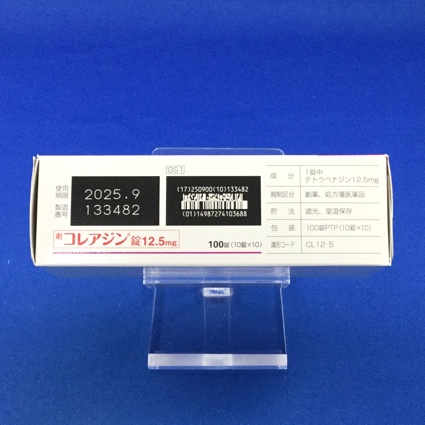 使用
期限
2025.9
製造
番号
133482
GS1
(17)250900(10)133482
(01)14987274103688
劇 コレアジン錠12.5mg
100錠 (10錠×10)
成分 1錠中
テトラベナジン12.5mg
規制区分 劇薬、処方箋医薬品
貯法 遮光、室温保存
包装 100錠PTP(10錠×10)
識別コード CL12・5